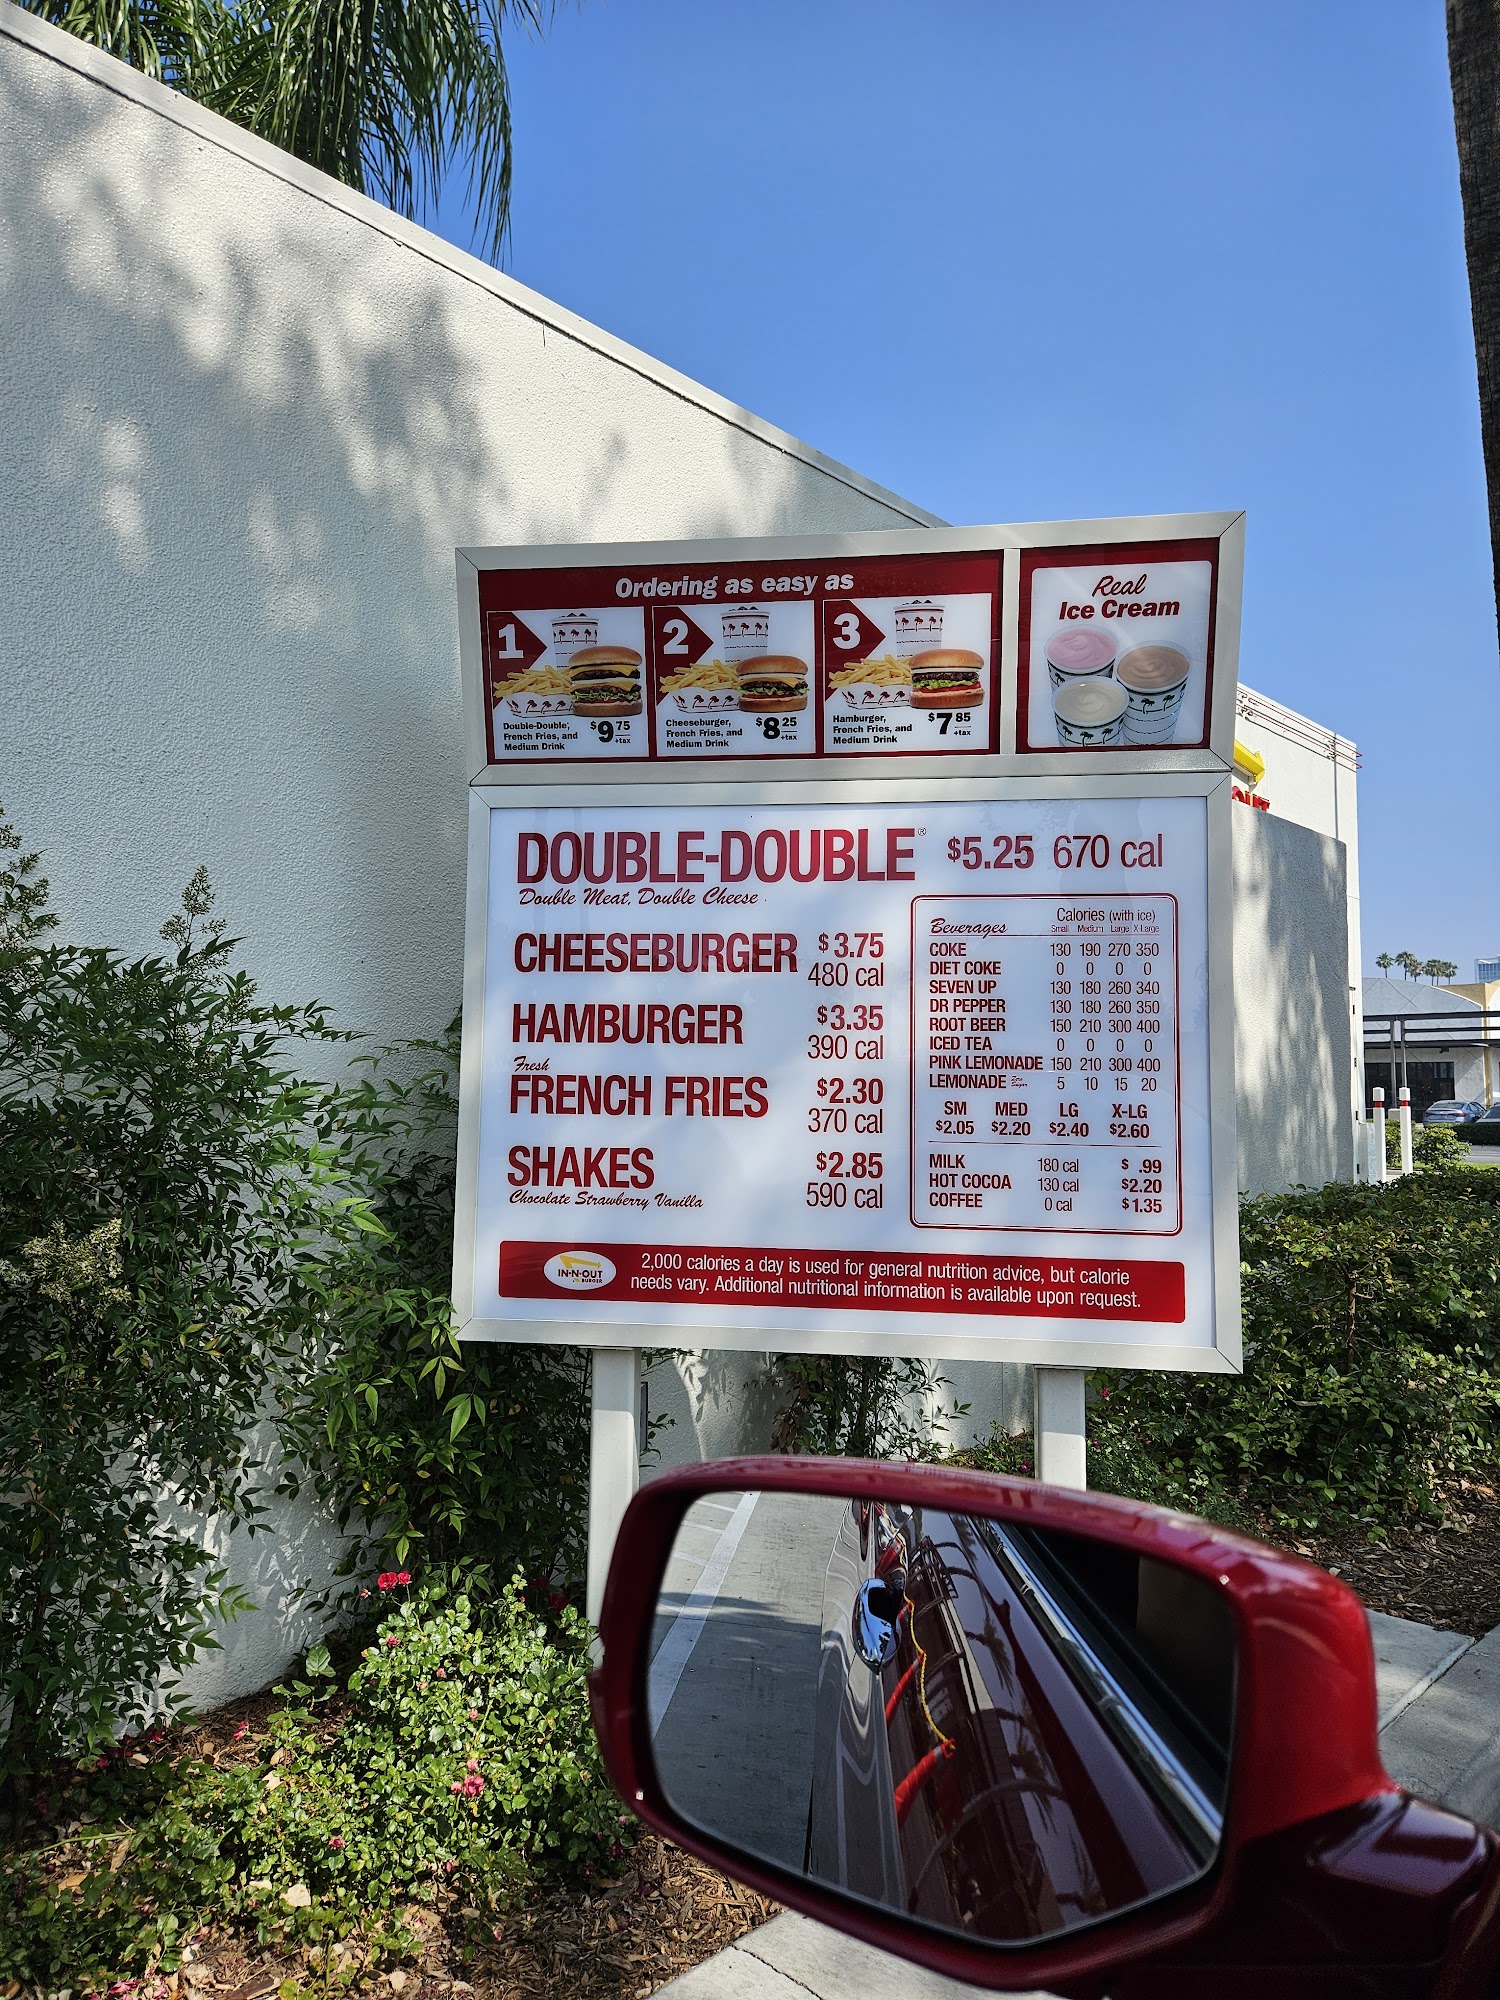 Ordering as easy as
1
Double-Double,
French Fries, and
Medium Drink
$9 75
+tax
2
Cheeseburger,
French Fries, and
Medium Drink
$8 25
+tax
3
Hamburger,
French Fries, and
Medium Drink
$7 85
+tax
Real
Ice Cream
DOUBLE-DOUBLE® $5.25 670 cal
Double Meat, Double Cheese
CHEESEBURGER $3.75
480 cal
HAMBURGER $3.35
390 cal
Fresh
FRENCH FRIES $2.30
370 cal
SHAKES $2.85
Chocolate Strawberry Vanilla 590 cal
Beverages Calories (with ice)
Small Medium Large X-Large
COKE 130 190 270 350
DIET COKE 0 0 0 0
SEVEN UP 130 180 260 340
DR PEPPER 130 180 260 350
ROOT BEER 150 210 300 400
ICED TEA 0 0 0 0
PINK LEMONADE 150 210 300 400
LEMONADE Zero Sugar 5 10 15 20
SM MED LG X-LG
$2.05 $2.20 $2.40 $2.60
MILK 180 cal $ .99
HOT COCOA 130 cal $2.20
COFFEE 0 cal $1.35
IN-N-OUT
BURGER
2,000 calories a day is used for general nutrition advice, but calorie
needs vary. Additional nutritional information is available upon request.
OUT